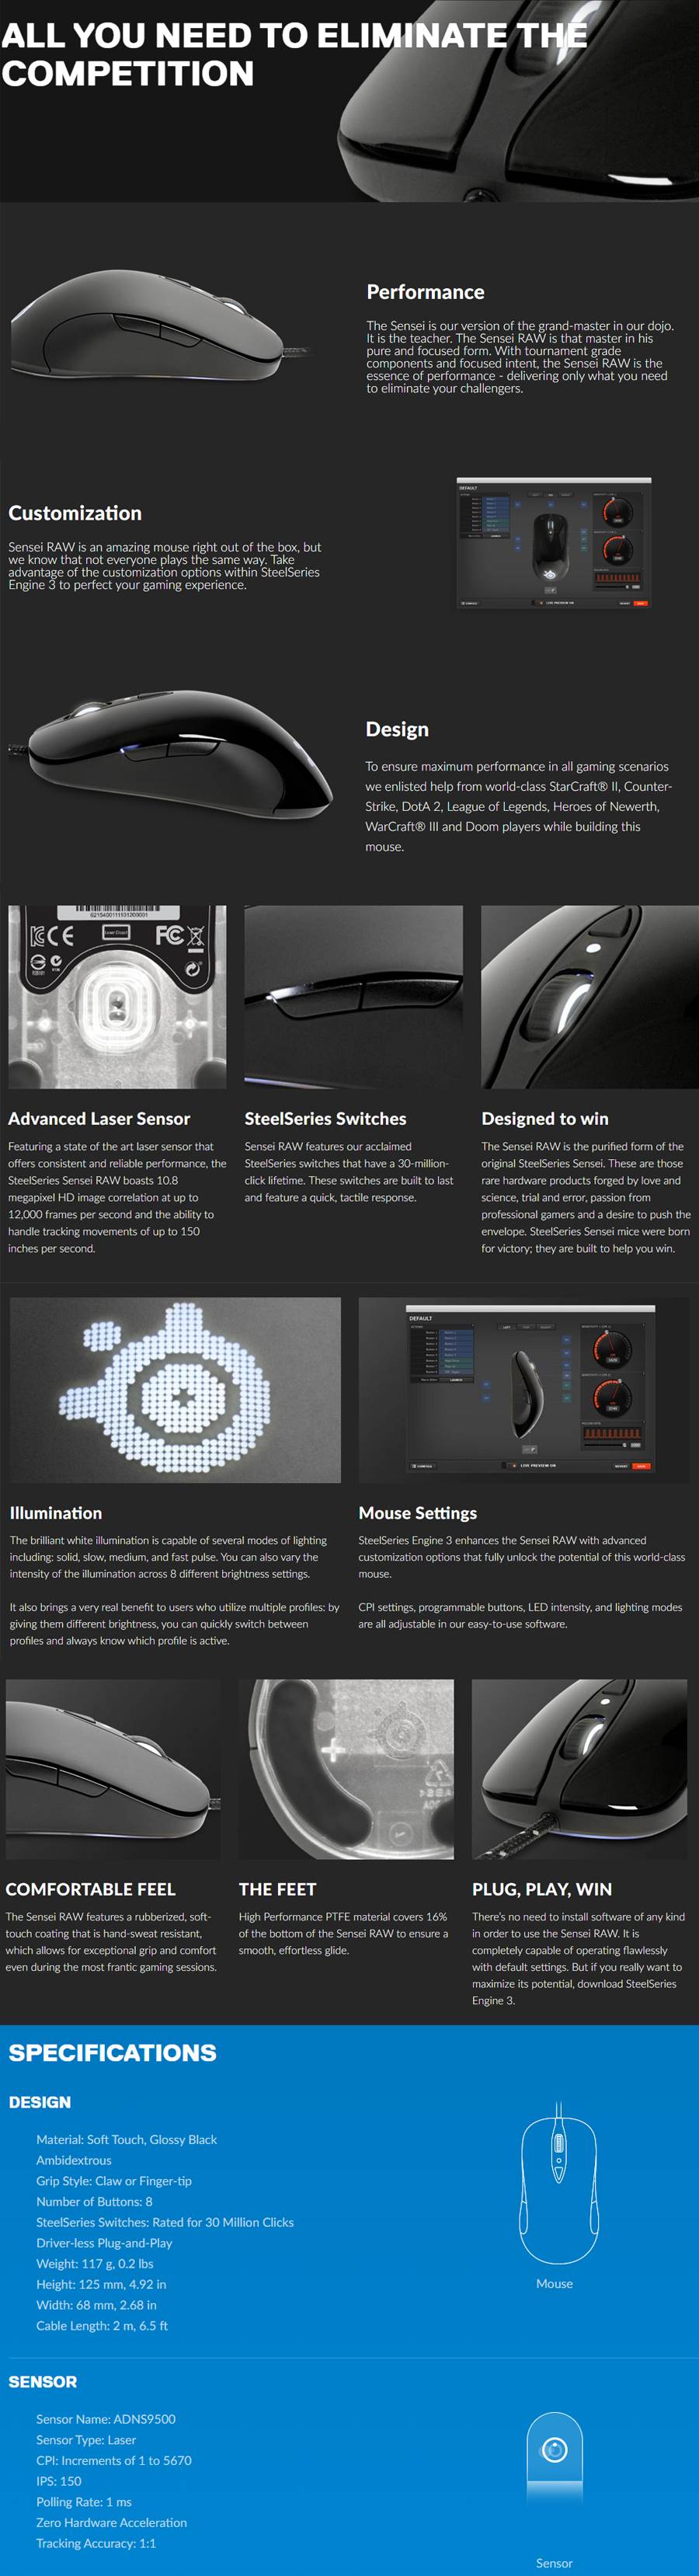 ALL YOU NEED TO ELIMINATE THE
COMPETITION
Performance
The Sensei is our version of the grand-master in our dojo.
It is the teacher. The Sensei RAW is that master in his
pure and focused form. With tournament grade
components and focused intent, the Sensei RAW is the
essence of performance - delivering only what you need
to eliminate your challengers.
Customization
Sensei RAW is an amazing mouse right out of the box, but
we know that not everyone plays the same way. Take
advantage of the customization options within SteelSeries
Engine 3 to perfect your gaming experience.
DEFAULT
LIVE PREVIEW ON
Design
To ensure maximum performance in all gaming scenarios
we enlisted help from world-class StarCraft® II, Counter-
Strike, DotA 2, League of Legends, Heroes of Newerth,
WarCraft® III and Doom players while building this
mouse.
CE
FC
Advanced Laser Sensor
Featuring a state of the art laser sensor that
offers consistent and reliable performance, the
SteelSeries Sensei RAW boasts 10.8
megapixel HD image correlation at up to
12,000 frames per second and the ability to
handle tracking movements of up to 150
inches per second.
SteelSeries Switches
Sensei RAW features our acclaimed
SteelSeries switches that have a 30-million-
click lifetime. These switches are built to last
and feature a quick, tactile response.
Designed to win
The Sensei RAW is the purified form of the
original SteelSeries Sensei. These are those
rare hardware products forged by love and
science, trial and error, passion from
professional gamers and a desire to push the
envelope. SteelSeries Sensei mice were born
for victory; they are built to help you win.
DEFAULT
LIVE PREVIEW ON
Illumination
The brilliant white illumination is capable of several modes of lighting
including: solid, slow, medium, and fast pulse. You can also vary the
intensity of the illumination across 8 different brightness settings.
It also brings a very real benefit to users who utilize multiple profiles: by
giving them different brightness, you can quickly switch between
profiles and always know which profile is active.
Mouse Settings
SteelSeries Engine 3 enhances the Sensei RAW with advanced
customization options that fully unlock the potential of this world-class
mouse.
CPI settings, programmable buttons, LED intensity, and lighting modes
are all adjustable in our easy-to-use software.
COMFORTABLE FEEL
The Sensei RAW features a rubberized, soft-
touch coating that is hand-sweat resistant,
which allows for exceptional grip and comfort
even during the most frantic gaming sessions.
THE FEET
High Performance PTFE material covers 16%
of the bottom of the Sensei RAW to ensure a
smooth, effortless glide.
PLUG, PLAY, WIN
There's no need to install software of any kind
in order to use the Sensei RAW. It is
completely capable of operating flawlessly
with default settings. But if you really want to
maximize its potential, download SteelSeries
Engine 3.
SPECIFICATIONS
DESIGN
Material: Soft Touch, Glossy Black
Ambidextrous
Grip Style: Claw or Finger-tip
Number of Buttons: 8
SteelSeries Switches: Rated for 30 Million Clicks
Driver-less Plug-and-Play
Weight: 117 g, 0.2 lbs
Height: 125 mm, 4.92 in
Width: 68 mm, 2.68 in
Cable Length: 2 m, 6.5 ft
Mouse
SENSOR
Sensor Name: ADNS9500
Sensor Type: Laser
CPI: Increments of 1 to 5670
IPS: 150
Polling Rate: 1 ms
Zero Hardware Acceleration
Tracking Accuracy: 1:1
Sensor